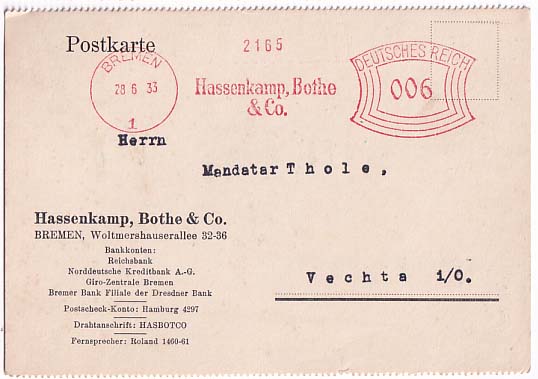 Postkarte
2165
BREMEN
28 6 33
1
Hassenkamp, Bothe
& Co.
DEUTSCHES REICH
006
Herrn
Mandatar Thole,
Hassenkamp, Bothe & Co.
BREMEN, Woltmershauserallee 32-36
Bankkonten:
Reichsbank
Norddeutsche Kreditbank A.-G.
Giro-Zentrale Bremen
Bremer Bank Filiale der Dresdner Bank
Postscheck-Konto: Hamburg 4297
Drahtanschrift: HASBOTCO
Fernsprecher: Roland 1460-61
Vechta i/O.